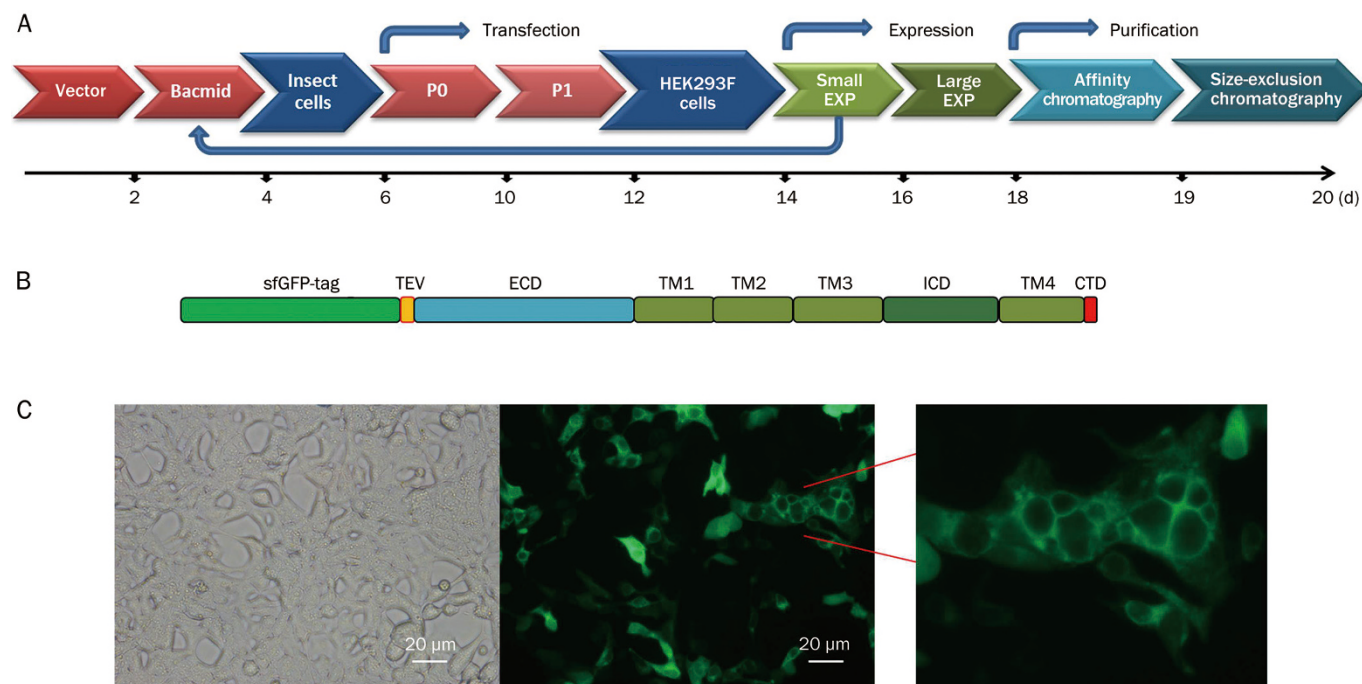 A
Transfection
Expression
Purification
Vector
Bacmid
Insect
cells
P0
P1
HEK293F
cells
Small
EXP
Large
EXP
Affinity
chromatography
Size-exclusion
chromatography
2
4
6
10
12
14
16
18
19
20 (d)
B
sfGFP-tag
TEV
ECD
TM1
TM2
TM3
ICD
TM4
CTD
C
20 μm
20 μm